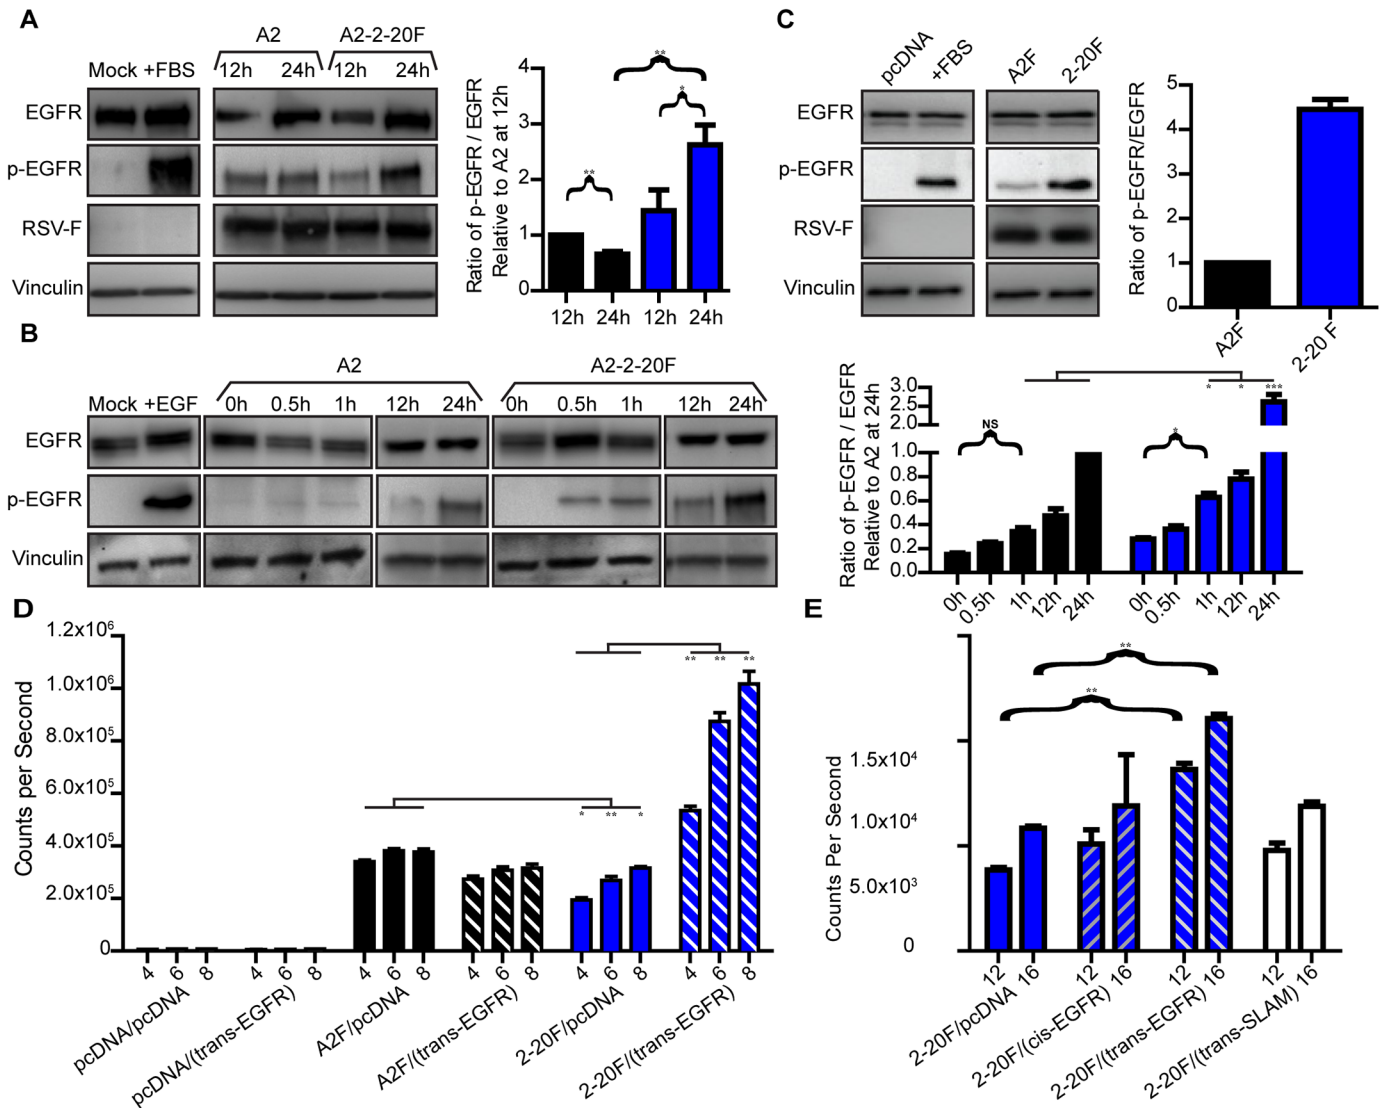 A
A2 A2-2-20F
Mock +FBS 12h 24h 12h 24h
EGFR
p-EGFR
RSV-F
Vinculin
Ratio of p-EGFR / EGFR
Relative to A2 at 12h
4
3
2
1
0
** * **
12h 24h 12h 24h
C
pcDNA +FBS A2F 2-20F
EGFR
p-EGFR
RSV-F
Vinculin
Ratio of p-EGFR/EGFR
5
4
3
2
1
0
A2F 2-20 F
B
A2 A2-2-20F
Mock +EGF 0h 0.5h 1h 12h 24h 0h 0.5h 1h 12h 24h
EGFR
p-EGFR
Vinculin
Ratio of p-EGFR / EGFR
Relative to A2 at 24h
3.0
2.5
2.0
1.0
0.8
0.6
0.4
0.2
0.0
NS * * * ***
0h 0.5h 1h 12h 24h 0h 0.5h 1h 12h 24h
D
Counts per Second
1.2x10⁶
1.0x10⁶
8.0x10⁵
6.0x10⁵
4.0x10⁵
2.0x10⁵
0
* ** * ** ** **
4 6 8 4 6 8 4 6 8 4 6 8 4 6 8 4 6 8
pcDNA/pcDNA
pcDNA/(trans-EGFR)
A2F/pcDNA
A2F/(trans-EGFR)
2-20F/pcDNA
2-20F/(trans-EGFR)
E
Counts Per Second
1.5x10⁴
1.0x10⁴
5.0x10³
0
**
**
12 16 12 16 12 16 12 16
2-20F/pcDNA
2-20F/(cis-EGFR)
2-20F/(trans-EGFR)
2-20F/(trans-SLAM)